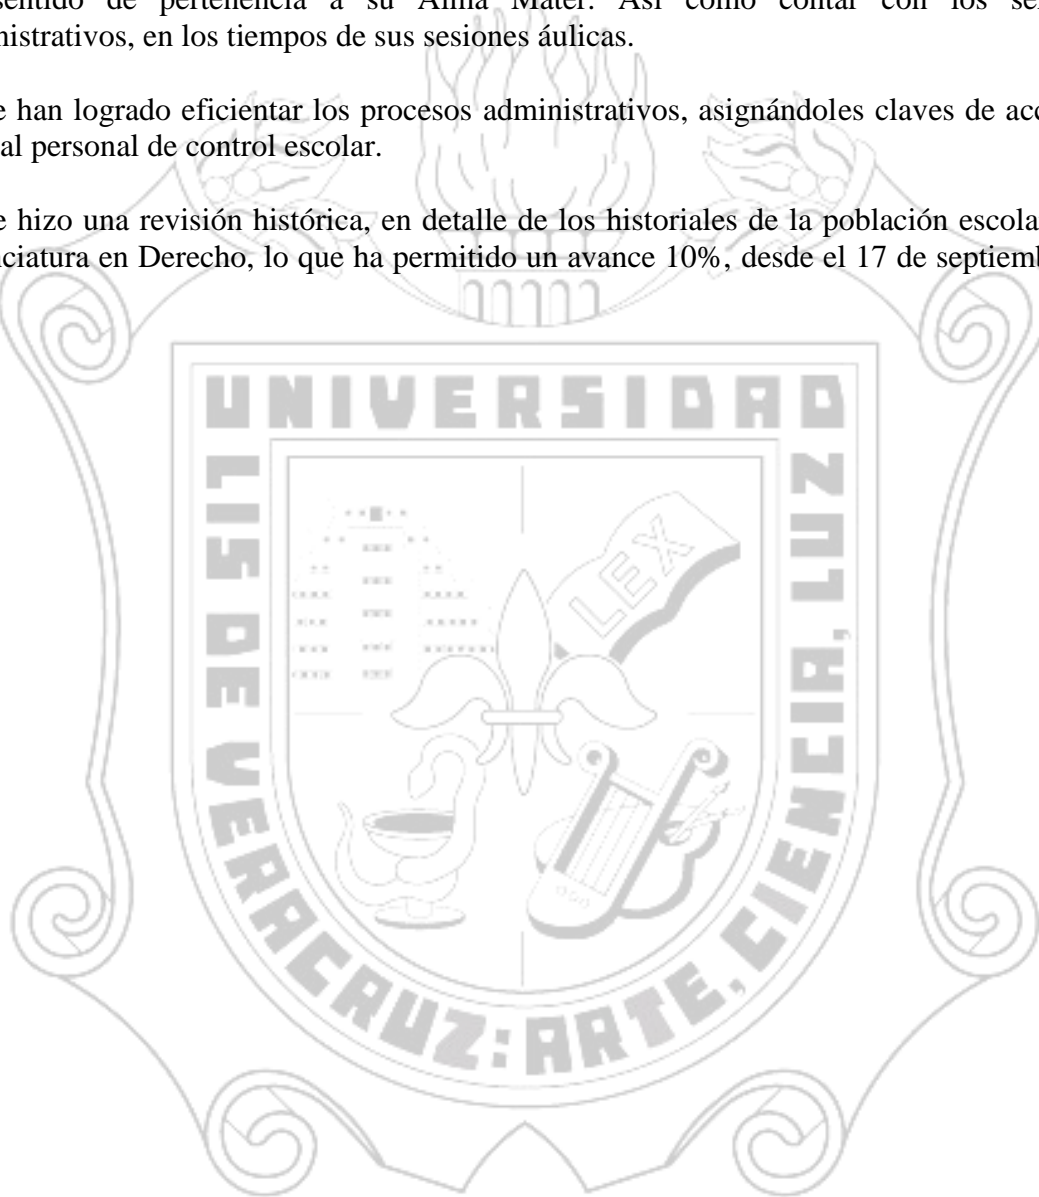 sentido de pertenencia a su Alma Mater. Así como contar con los se
nistrativos, en los tiempos de sus sesiones áulicas.
e han logrado eficientar los procesos administrativos, asignándoles claves de acc
al personal de control escolar.
e hizo una revisión histórica, en detalle de los historiales de la población escola
nciatura en Derecho, lo que ha permitido un avance 10%, desde el 17 de septiemb
UNIVERSIDAD
LIS DE VERACRUZ: ARTE, CIENCIA, LUZ
LEX